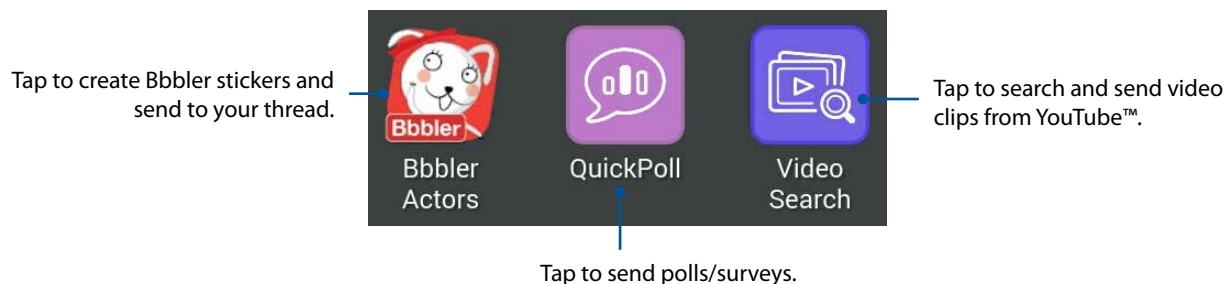 Tap to create Bbbler stickers and
send to your thread.
Bbbler
Bbbler
Actors
QuickPoll
Video
Search
Tap to search and send video
clips from YouTube™.
Tap to send polls/surveys.